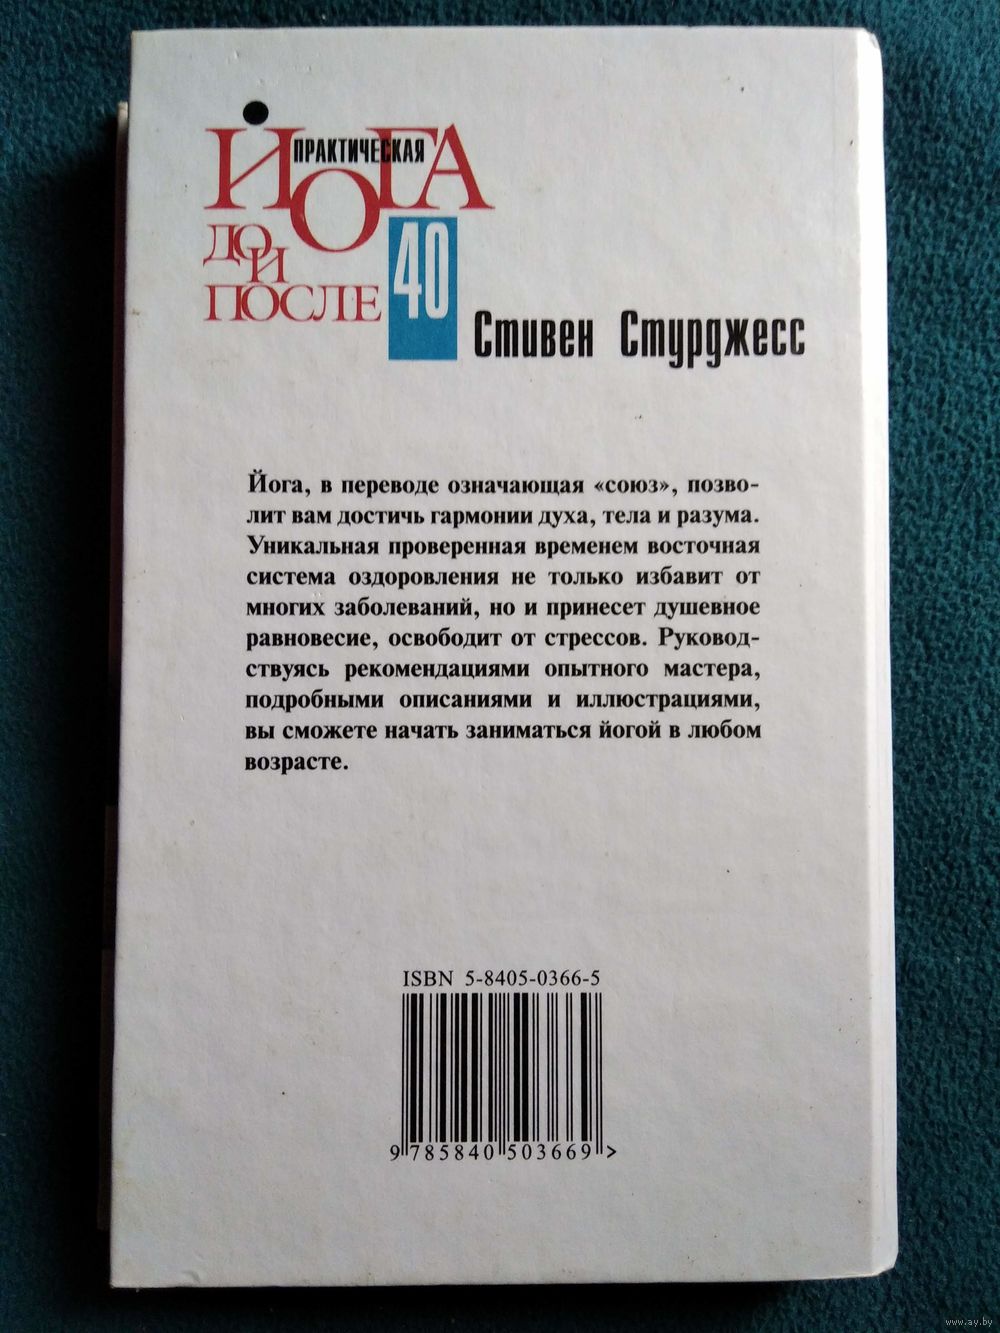 ПРАКТИЧЕСКАЯ
ЙОГА
ДО И
ПОСЛЕ
40
Стивен Стурджесс
Йога, в переводе означающая «союз», позво-
лит вам достичь гармонии духа, тела и разума.
Уникальная проверенная временем восточная
система оздоровления не только избавит от
многих заболеваний, но и принесет душевное
равновесие, освободит от стрессов. Руковод-
ствуясь рекомендациями опытного мастера,
подробными описаниями и иллюстрациями,
вы сможете начать заниматься йогой в любом
возрасте.
ISBN 5-8405-0366-5
9 785840 503669 >
www.ay.by